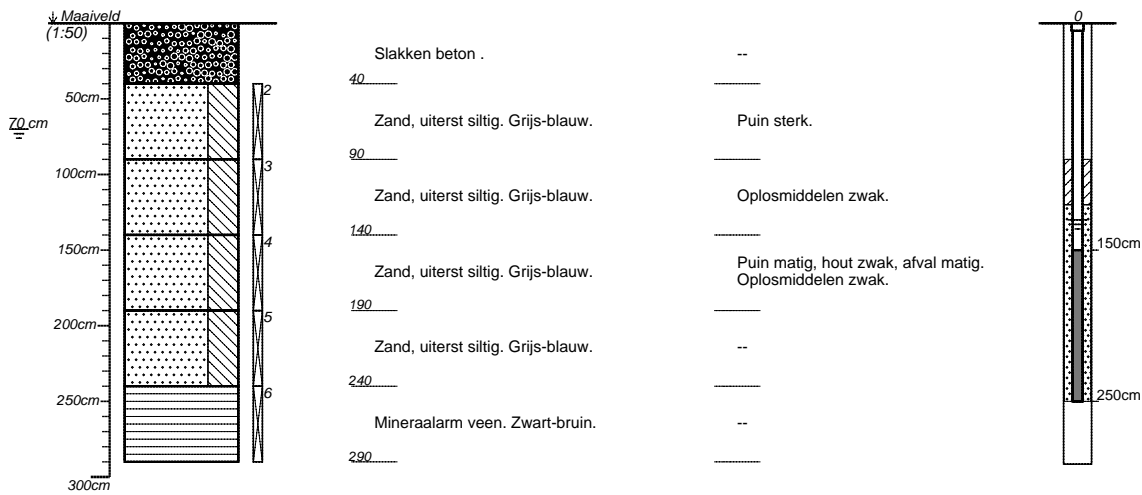 Maaiveld
0
(1:50)
Slakken beton .
--
40
50cm
2
70 cm
Zand, uiterst siltig. Grijs-blauw.
Puin sterk.
90
100cm
3
Zand, uiterst siltig. Grijs-blauw.
Oplosmiddelen zwak.
140
150cm
4
150cm
Zand, uiterst siltig. Grijs-blauw.
Puin matig, hout zwak, afval matig.
Oplosmiddelen zwak.
190
200cm
5
Zand, uiterst siltig. Grijs-blauw.
--
240
250cm
6
250cm
Mineraalarm veen. Zwart-bruin.
--
290
300cm